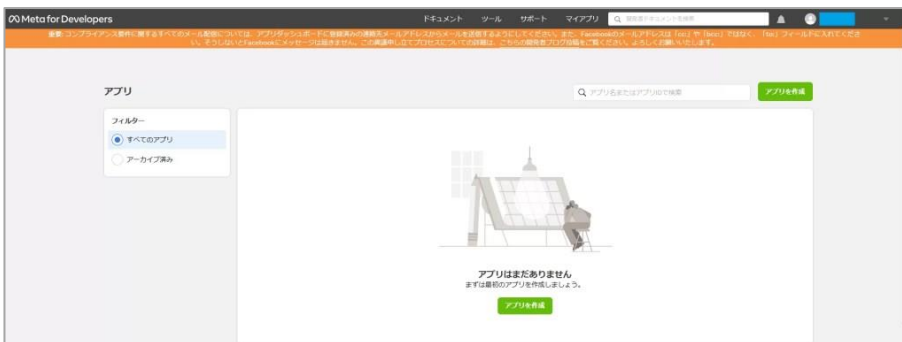 Meta for Developers
ドキュメント ツール サポート マイアプリ 開発者ドキュメントを検索
重要: コンプライアンス要件に関するすべてのメール配信については、アプリダッシュボードに登録済みの連絡先メールアドレスからメールを送信するようにしてください。また、Facebookのメールアドレスは「cc」や「bcc」ではなく、「to」フィールドに入れてくださ
い。そうしないとFacebookにメッセージは届きません。この異議申し立てプロセスについての詳細は、こちらの開発者ブログ投稿をご覧ください。よろしくお願いいたします。
アプリ
アプリ名またはアプリIDで検索
アプリを作成
フィルター
すべてのアプリ
アーカイブ済み
アプリはまだありません
まずは最初のアプリを作成しましょう。
アプリを作成